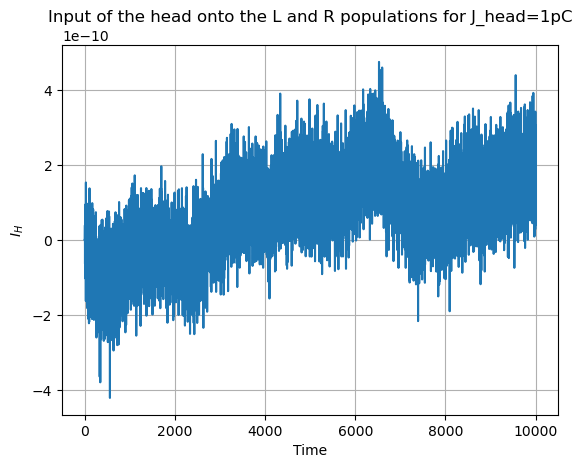 Input of the head onto the L and R populations for J_head=1pC
1e−10
4
2
0
−2
−4
I_H
0 2000 4000 6000 8000 10000
Time